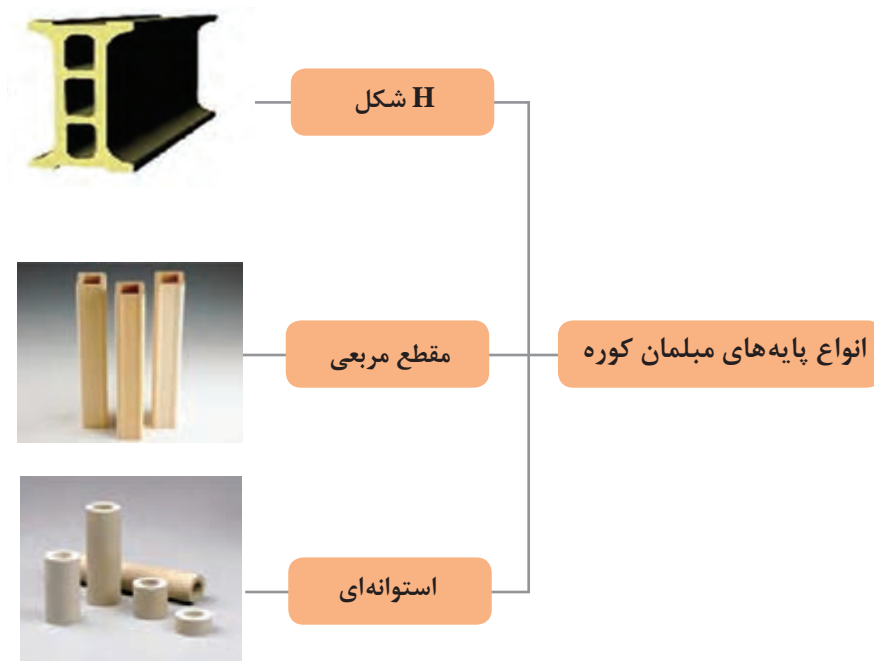 انواع پایه‌های مبلمان کوره
H شکل
مقطع مربعی
استوانه‌ای